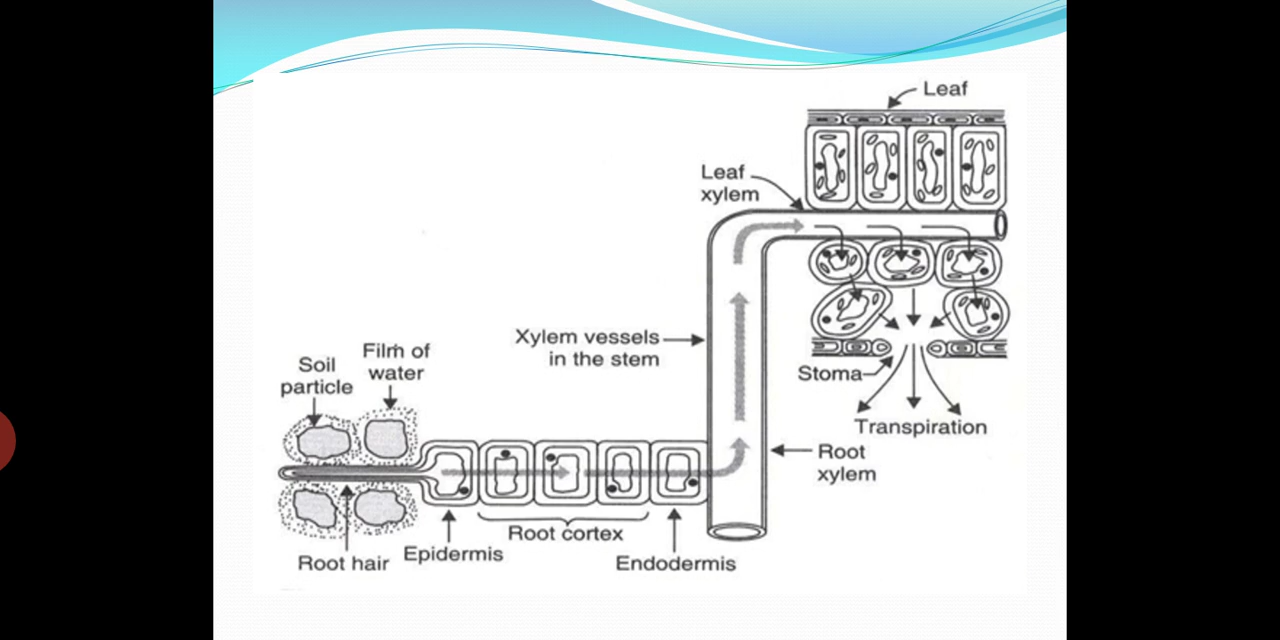 Leaf
Leaf
xylem
Xylem vessels
in the stem
Film of
water
Soil
particle
Stoma
Transpiration
Root
xylem
Root cortex
Epidermis
Endodermis
Root hair